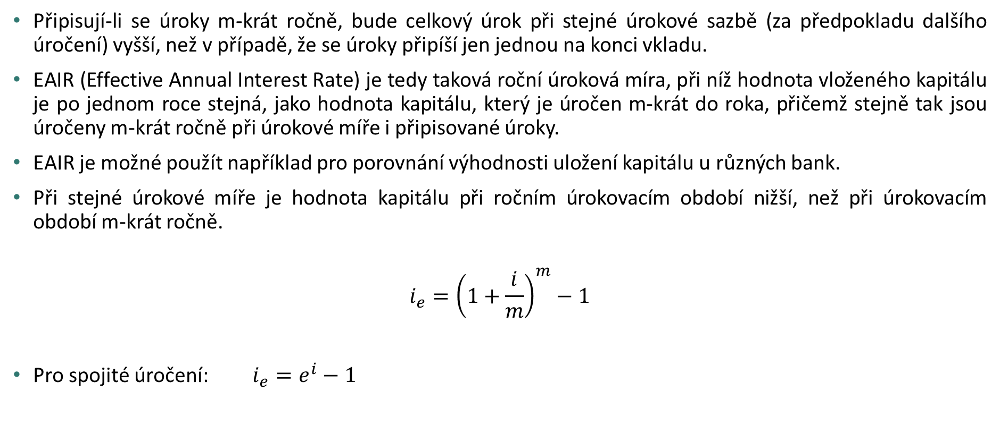 • Připisují-li se úroky m-krát ročně, bude celkový úrok při stejné úrokové sazbě (za předpokladu dalšího
úročení) vyšší, než v případě, že se úroky připíší jen jednou na konci vkladu.
• EAIR (Effective Annual Interest Rate) je tedy taková roční úroková míra, při níž hodnota vloženého kapitálu
je po jednom roce stejná, jako hodnota kapitálu, který je úročen m-krát do roka, přičemž stejně tak jsou
úročeny m-krát ročně při úrokové míře i připisované úroky.
• EAIR je možné použít například pro porovnání výhodnosti uložení kapitálu u různých bank.
• Při stejné úrokové míře je hodnota kapitálu při ročním úrokovacím období nižší, než při úrokovacím
období m-krát ročně.
i_e = (1 + i/m)^m − 1
• Pro spojité úročení: i_e = e^i − 1